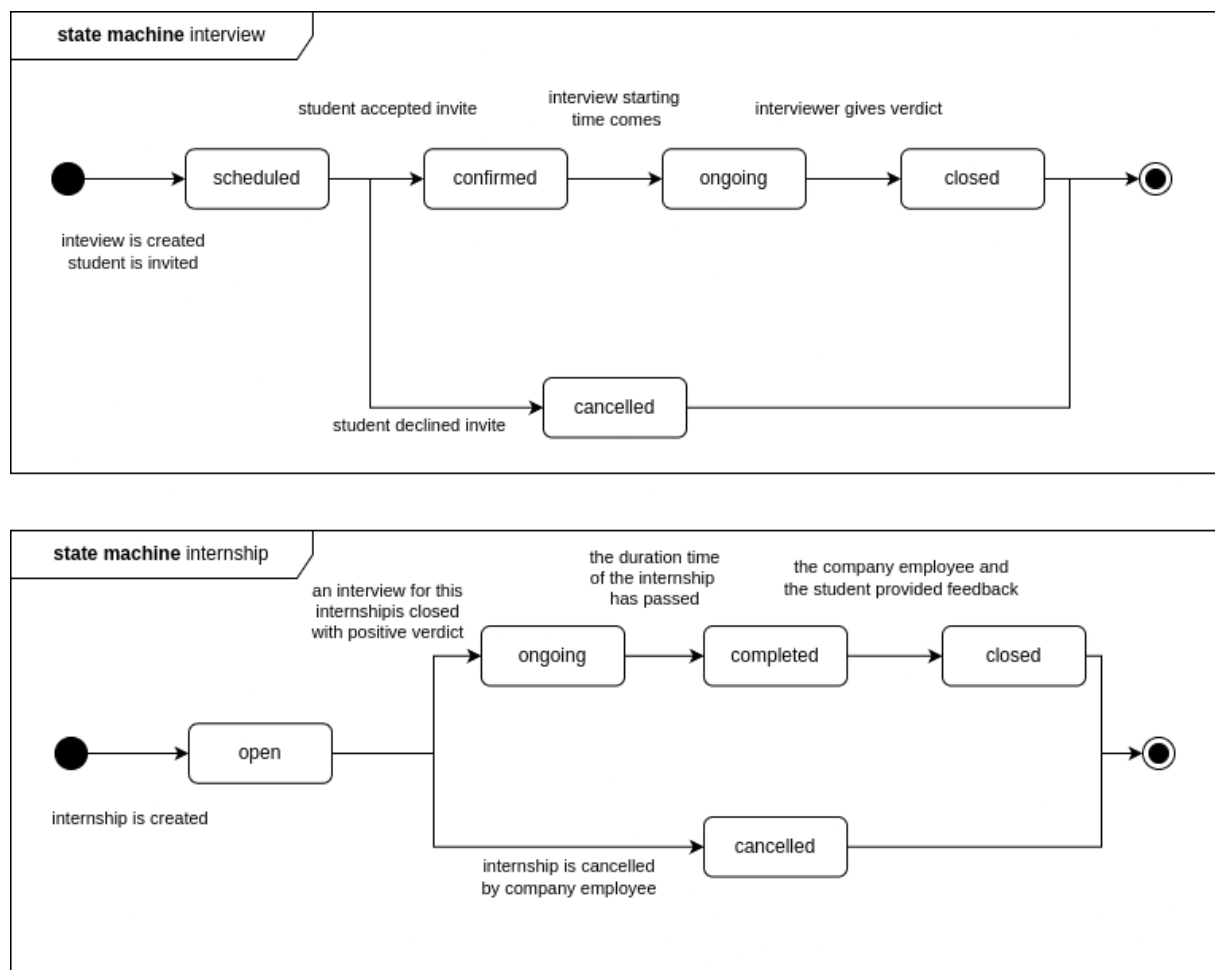 state machine interview
student accepted invite
interview starting
time comes
interviewer gives verdict
scheduled
confirmed
ongoing
closed
inteview is created
student is invited
cancelled
student declined invite
state machine internship
an interview for this
internshipis closed
with positive verdict
the duration time
of the internship
has passed
the company employee and
the student provided feedback
ongoing
completed
closed
open
internship is created
cancelled
internship is cancelled
by company employee